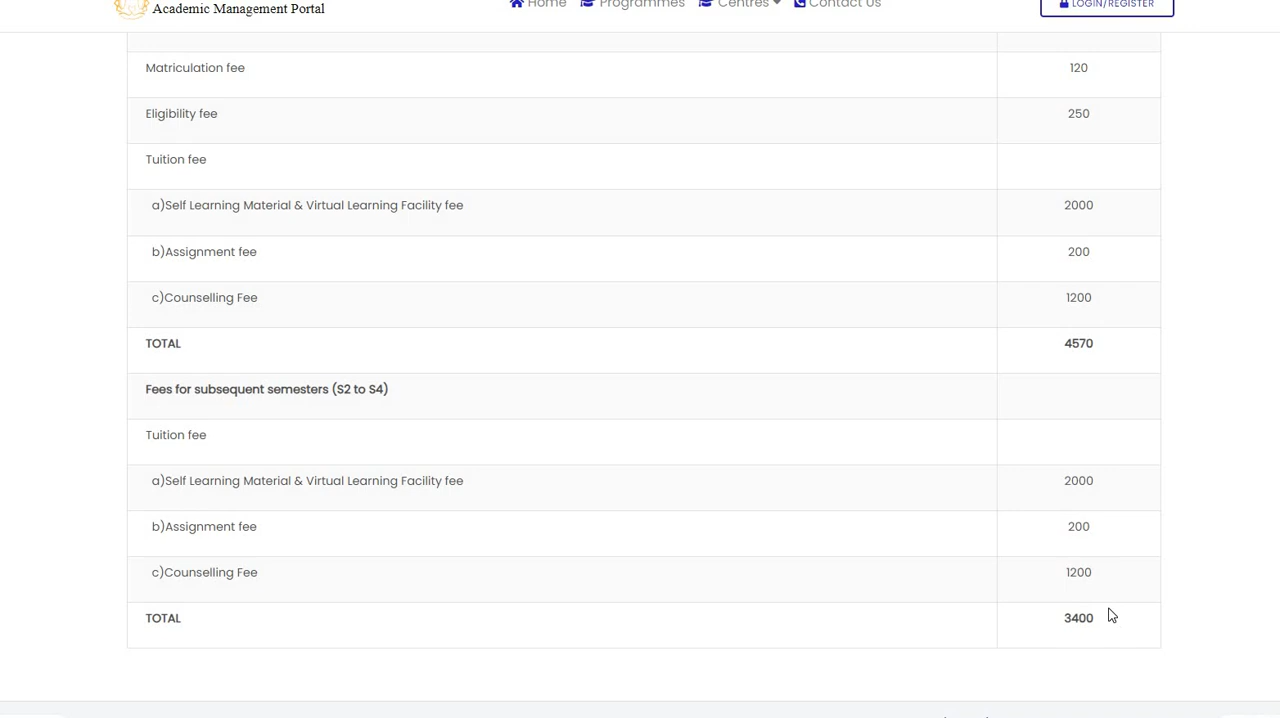 Academic Management Portal
Home Programmes Centres Contact Us
LOGIN/REGISTER
Matriculation fee 120
Eligibility fee 250
Tuition fee
a)Self Learning Material & Virtual Learning Facility fee 2000
b)Assignment fee 200
c)Counselling Fee 1200
TOTAL 4570
Fees for subsequent semesters (S2 to S4)
Tuition fee
a)Self Learning Material & Virtual Learning Facility fee 2000
b)Assignment fee 200
c)Counselling Fee 1200
TOTAL 3400